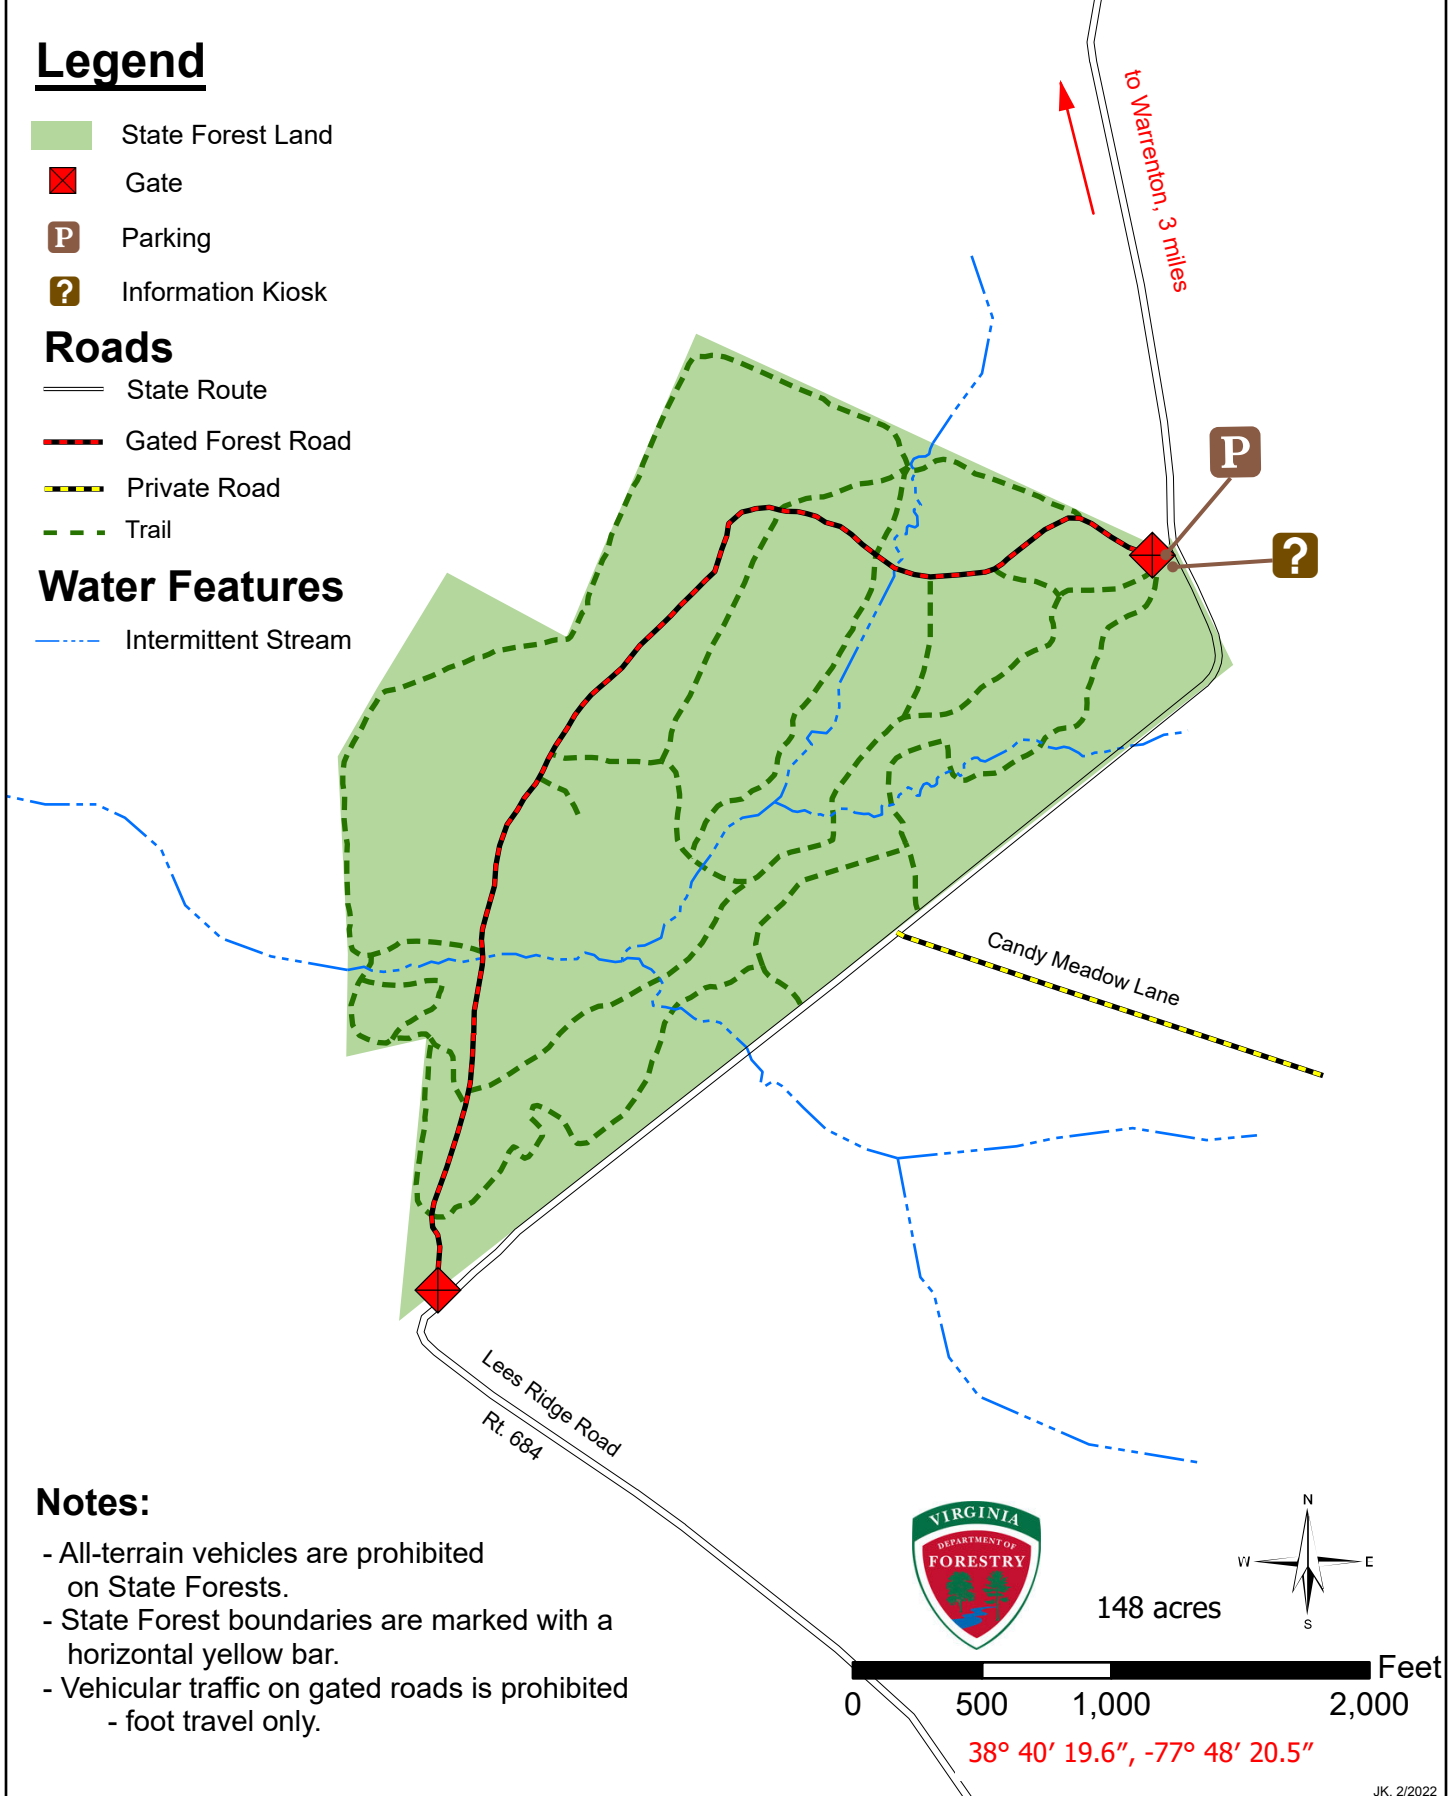 Legend
State Forest Land
Gate
P
Parking
?
Information Kiosk
Roads
State Route
Gated Forest Road
Private Road
Trail
Water Features
Intermittent Stream
to Warrenton, 3 miles
P
?
Candy Meadow Lane
Lees Ridge Road
Rt. 684
Notes:
- All-terrain vehicles are prohibited
on State Forests.
- State Forest boundaries are marked with a
horizontal yellow bar.
- Vehicular traffic on gated roads is prohibited
- foot travel only.
VIRGINIA
DEPARTMENT OF
FORESTRY
148 acres
N
W
E
S
Feet
0 500 1,000 2,000
38° 40′ 19.6″, -77° 48′ 20.5″
JK, 2/2022